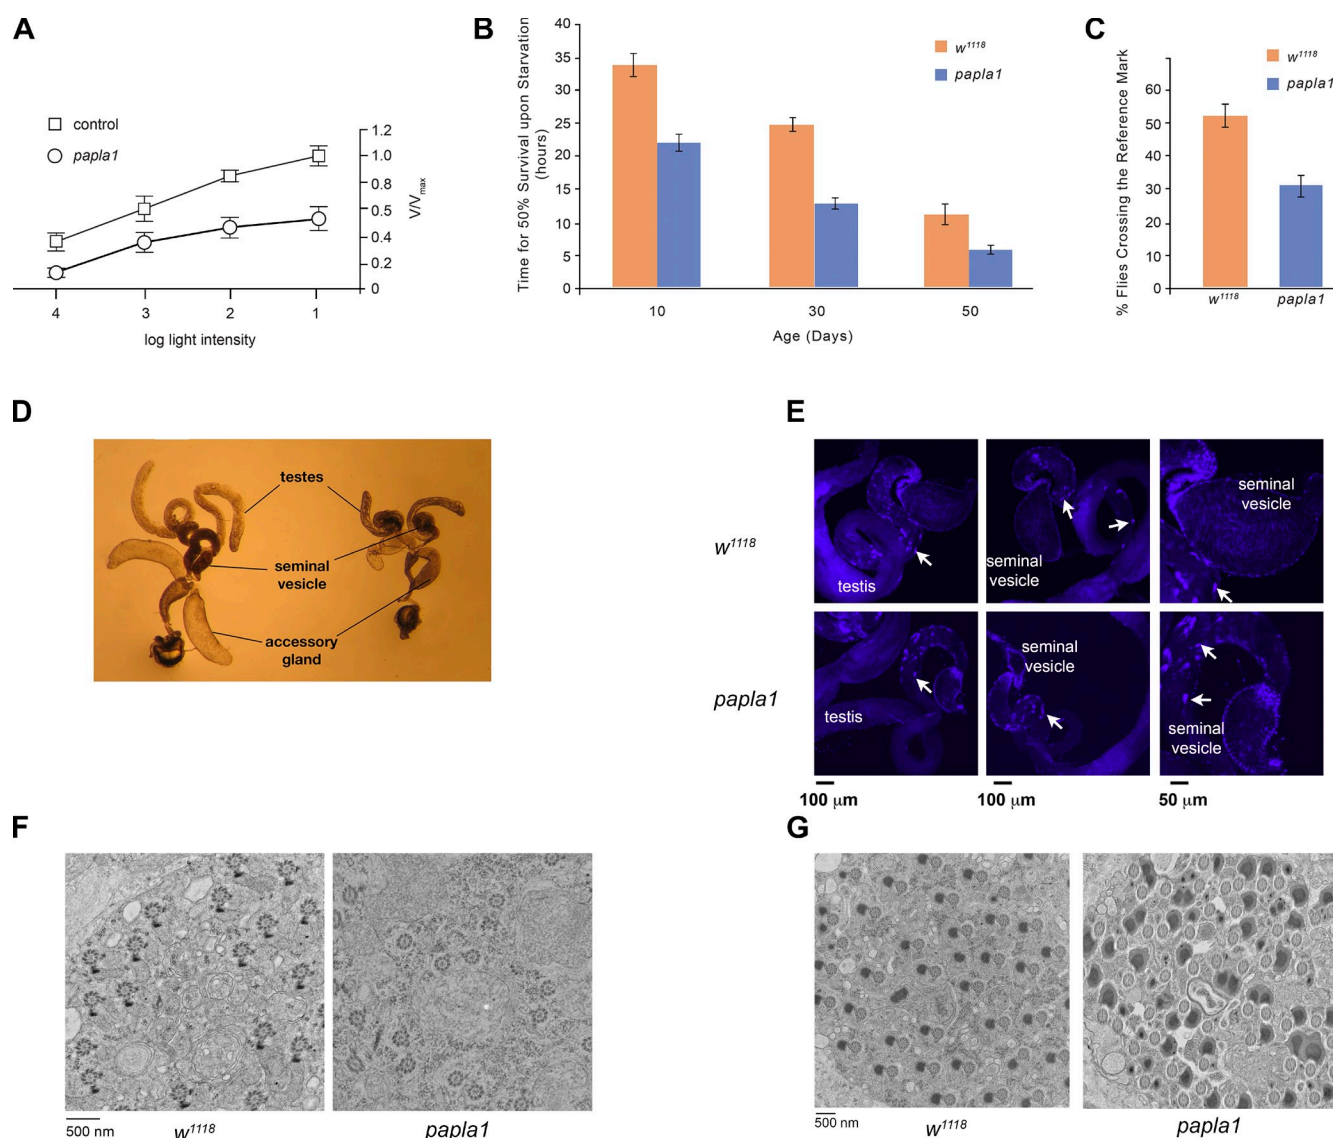 A
control
papla1
1.2
1.0
0.8
0.5
0.4
0.2
0
V/Vmax
4 3 2 1
log light intensity
B
Time for 50% Survival upon Starvation
(hours)
40
35
30
25
20
15
10
5
0
w1118
papla1
10 30 50
Age (Days)
C
% Flies Crossing the Reference Mark
60
50
40
30
20
10
0
w1118
papla1
w1118 papla1
D
testes
seminal
vesicle
accessory
gland
E
w1118
testis
seminal
vesicle
seminal
vesicle
papla1
testis
seminal
vesicle
seminal
vesicle
100 μm 100 μm 50 μm
F
500 nm
w1118 papla1
G
500 nm
w1118 papla1